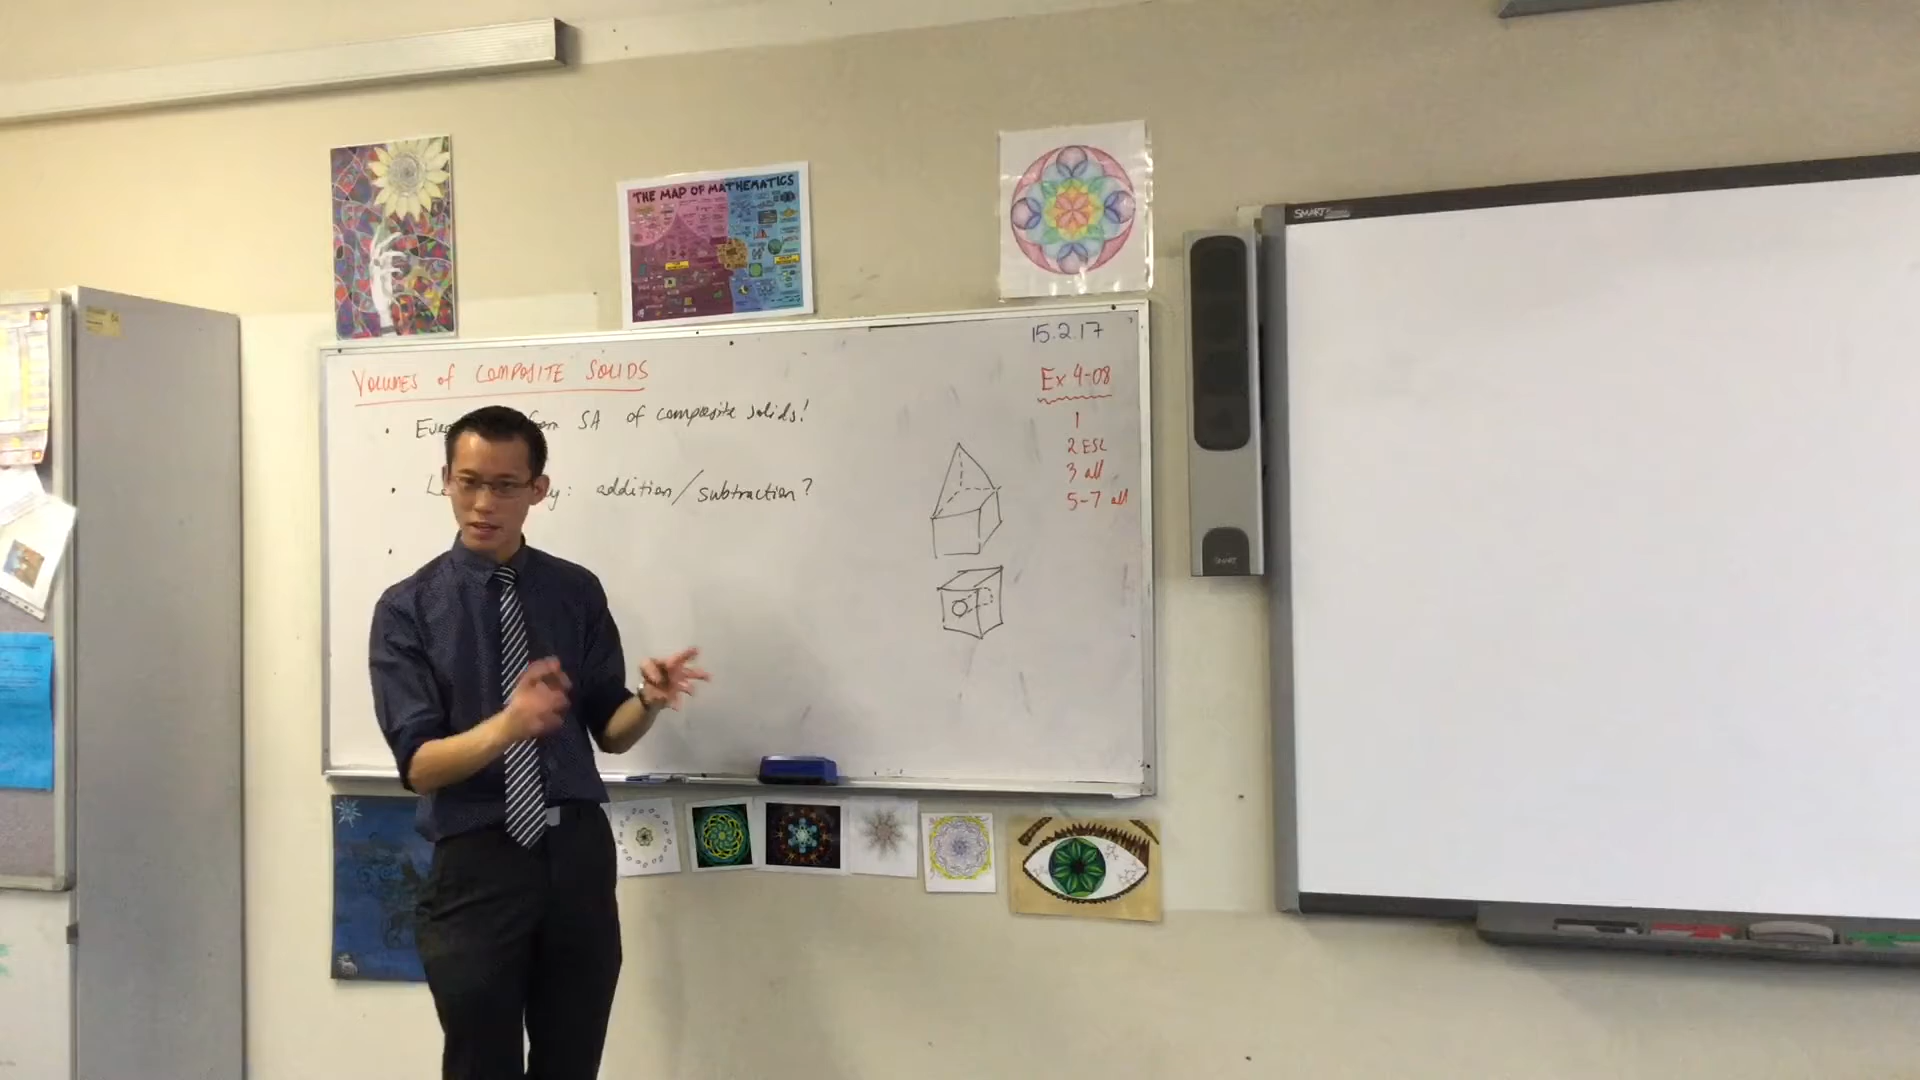 THE MAP OF MATHEMATICS
SMART
15.2.17
VOLUMES of COMPOSITE SOLIDS
Ex 4-08
SA of composite solids!
1
2 ESL
3 all
addition/subtraction?
5-7 all
SMART